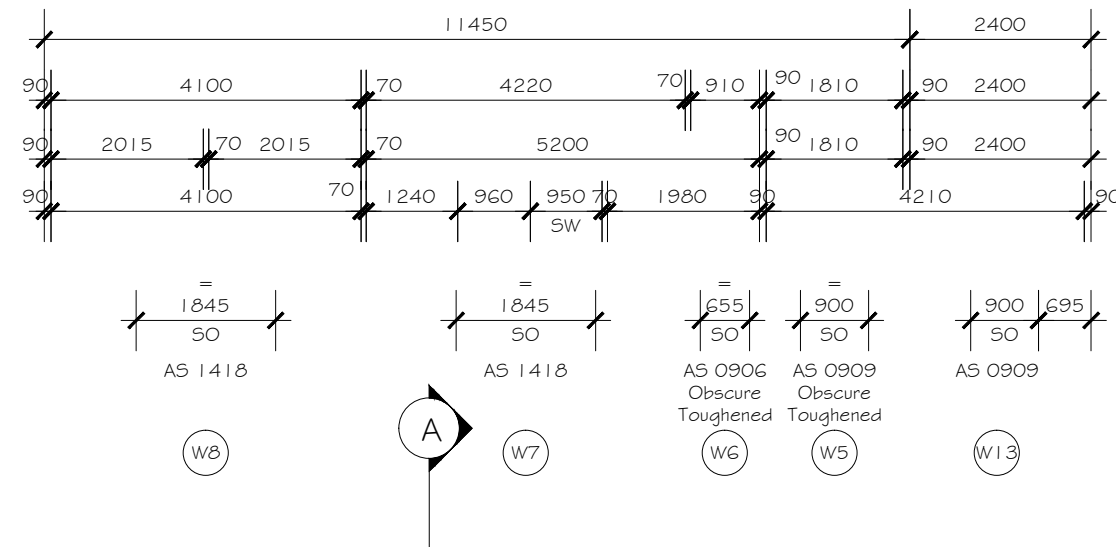 11450 2400
90 4100 70 4220 70 910 90 1810 90 2400
90 2015 70 2015 70 5200 90 1810 90 2400
90 4100 70 1240 960 950 70 1980 90 4210 90
SW
= = = =
1845 1845 655 900 900 695
SO SO SO SO SO
AS 1418 AS 1418 AS 0906 AS 0909 AS 0909
Obscure Obscure
Toughened Toughened
A
W8 W7 W6 W5 W13